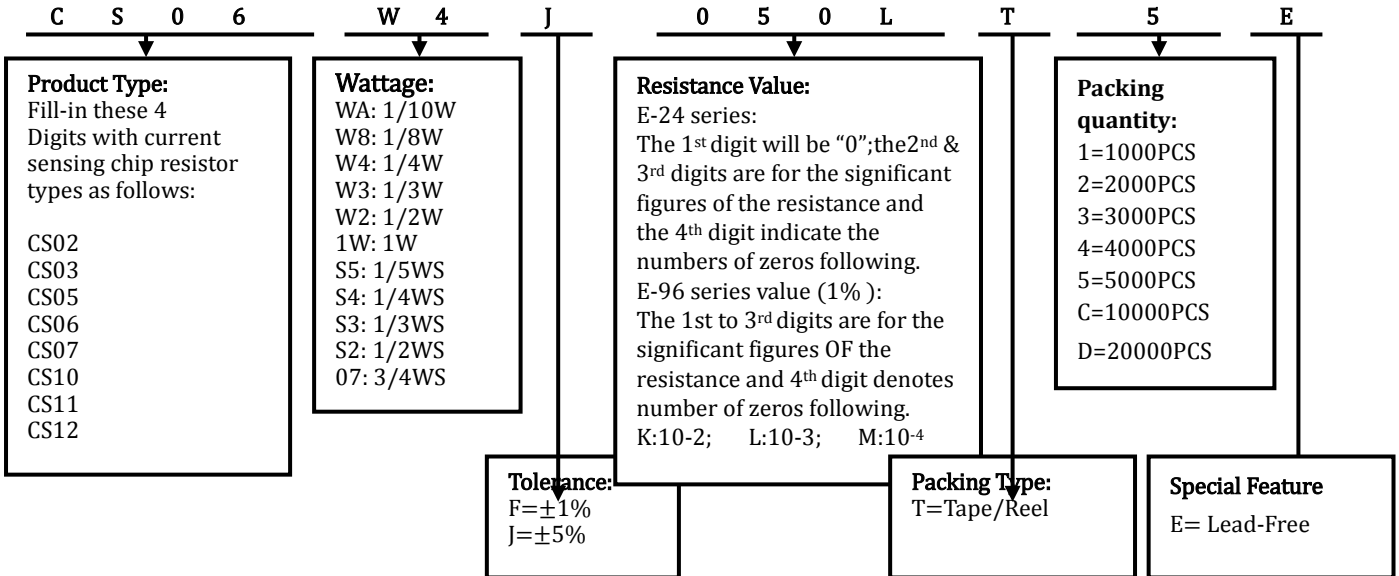 C S 0 6 W 4 J 0 5 0 L T 5 E
Product Type:
Fill-in these 4
Digits with current
sensing chip resistor
types as follows:
CS02
CS03
CS05
CS06
CS07
CS10
CS11
CS12
Wattage:
WA: 1/10W
W8: 1/8W
W4: 1/4W
W3: 1/3W
W2: 1/2W
1W: 1W
S5: 1/5WS
S4: 1/4WS
S3: 1/3WS
S2: 1/2WS
07: 3/4WS
Tolerance:
F=±1%
J=±5%
Resistance Value:
E-24 series:
The 1st digit will be “0”;the2nd &
3rd digits are for the significant
figures of the resistance and
the 4th digit indicate the
numbers of zeros following.
E-96 series value (1% ):
The 1st to 3rd digits are for the
significant figures OF the
resistance and 4th digit denotes
number of zeros following.
K:10-2; L:10-3; M:10-4
Packing Type:
T=Tape/Reel
Packing
quantity:
1=1000PCS
2=2000PCS
3=3000PCS
4=4000PCS
5=5000PCS
C=10000PCS
D=20000PCS
Special Feature
E= Lead-Free